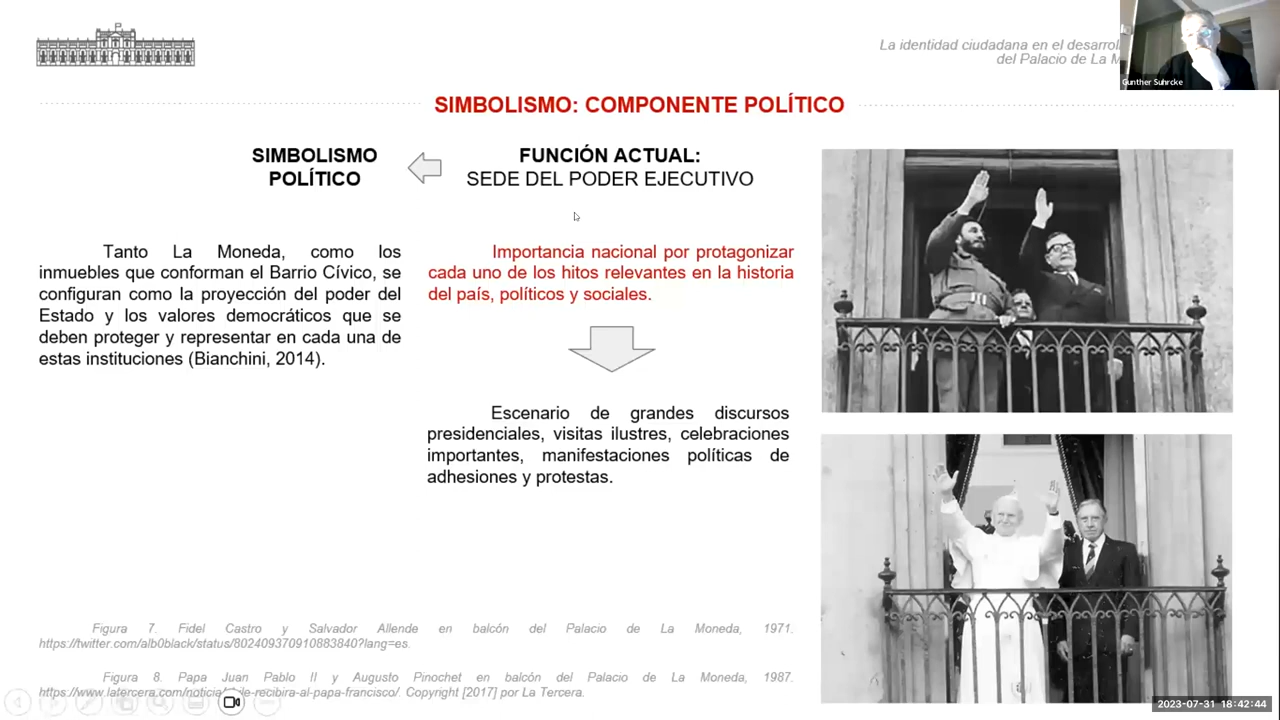 La identidad ciudadana en el
del Palacio de La
Gunther Suhrcke
SIMBOLISMO: COMPONENTE POLÍTICO
SIMBOLISMO
POLÍTICO
FUNCIÓN ACTUAL:
SEDE DEL PODER EJECUTIVO
Tanto La Moneda, como los
inmuebles que conforman el Barrio Cívico, se
configuran como la proyección del poder del
Estado y los valores democráticos que se
deben proteger y representar en cada una de
estas instituciones (Bianchini, 2014).
Importancia nacional por protagonizar
cada uno de los hitos relevantes en la historia
del país, políticos y sociales.
Escenario de grandes discursos
presidenciales, visitas ilustres, celebraciones
importantes, manifestaciones políticas de
adhesiones y protestas.
Figura 7. Fidel Castro y Salvador Allende en balcón del Palacio de La Moneda, 1971.
https://twitter.com/alb0black/status/802409370910883840?lang=es.
Figura 8. Papa Juan Pablo II y Augusto Pinochet en balcón del Palacio de La Moneda, 1987.
-recibira-al-papa-francisco/. Copyright [2017] por La Tercera.
2023-07-31 18:42:44